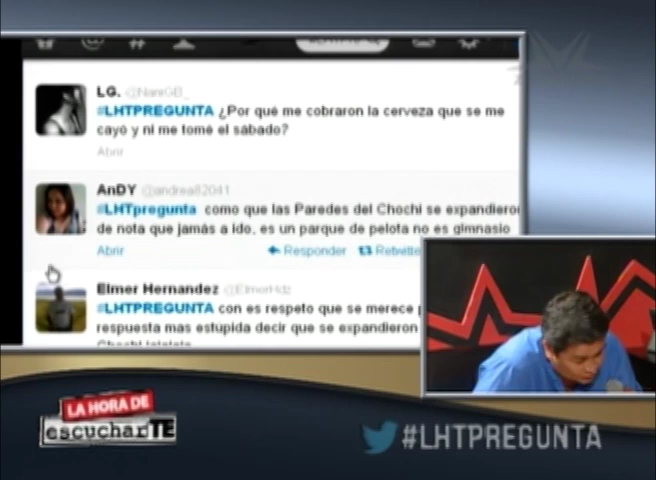 LG. @NaniGB_
#LHTPREGUNTA ¿Por qué me cobraron la cerveza que se me
cayó y ni me tomé el sábado?
Abrir
AnDY @andrea82041
#LHTpregunta como que las Paredes del Chochi se expandieron
de nota que jamás a ido, es un parque de pelota no es gimnasio
Abrir Responder Retwitte
Elmer Hernandez @ElmerHdz
#LHTPREGUNTA con es respeto que se merece
respuesta mas estupida decir que se expandieron
Chochi
LA HORA DE
escucharTE
#LHTPREGUNTA